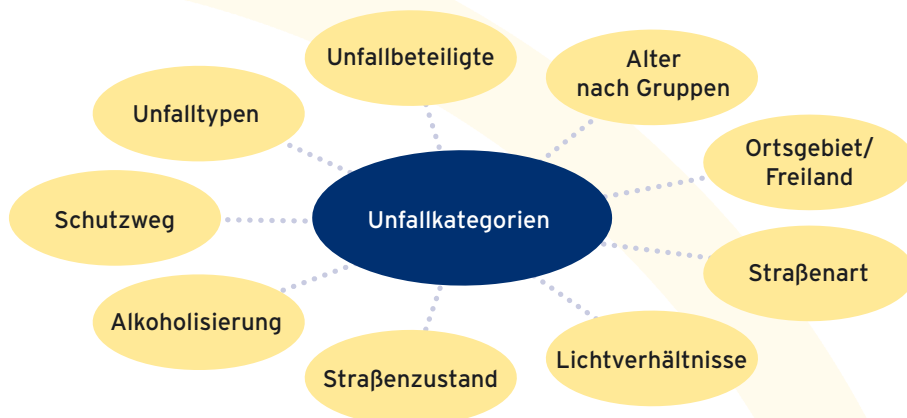 Unfallbeteiligte
Alter
nach Gruppen
Unfalltypen
Ortsgebiet/
Freiland
Schutzweg
Unfallkategorien
Straßenart
Alkoholisierung
Lichtverhältnisse
Straßenzustand